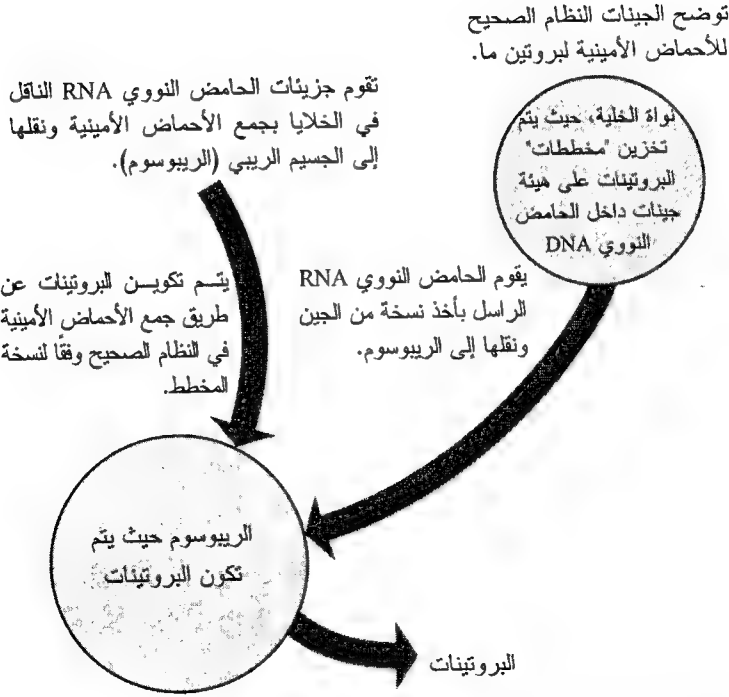 توضح الجينات النظام الصحيح
للأحماض الأمينية لبروتين ما.
نواة الخلية، حيث يتم
تخزين "مخططات"
البروتينات على هيئة
جينات داخل الحامض
النووي DNA
تقوم جزيئات الحامض النووي RNA الناقل
في الخلايا بجمع الأحماض الأمينية ونقلها
إلى الجسيم الريبي (الريبوسوم).
يقوم الحامض النووي RNA
الراسل بأخذ نسخة من الجين
ونقلها إلى الريبوسوم.
يتم تكوين البروتينات عن
طريق جمع الأحماض الأمينية
في النظام الصحيح وفقًا لنسخة
المخطط.
الريبوسوم حيث يتم
تكون البروتينات
البروتينات